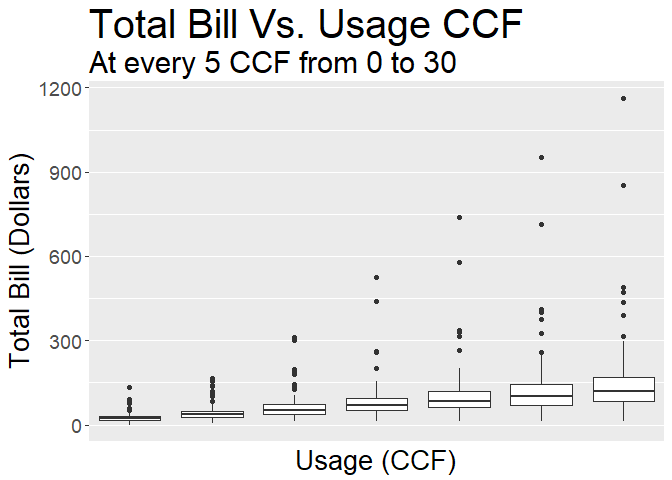 Total Bill Vs. Usage CCF
At every 5 CCF from 0 to 30
1200
900
600
300
0
Total Bill (Dollars)
Usage (CCF)